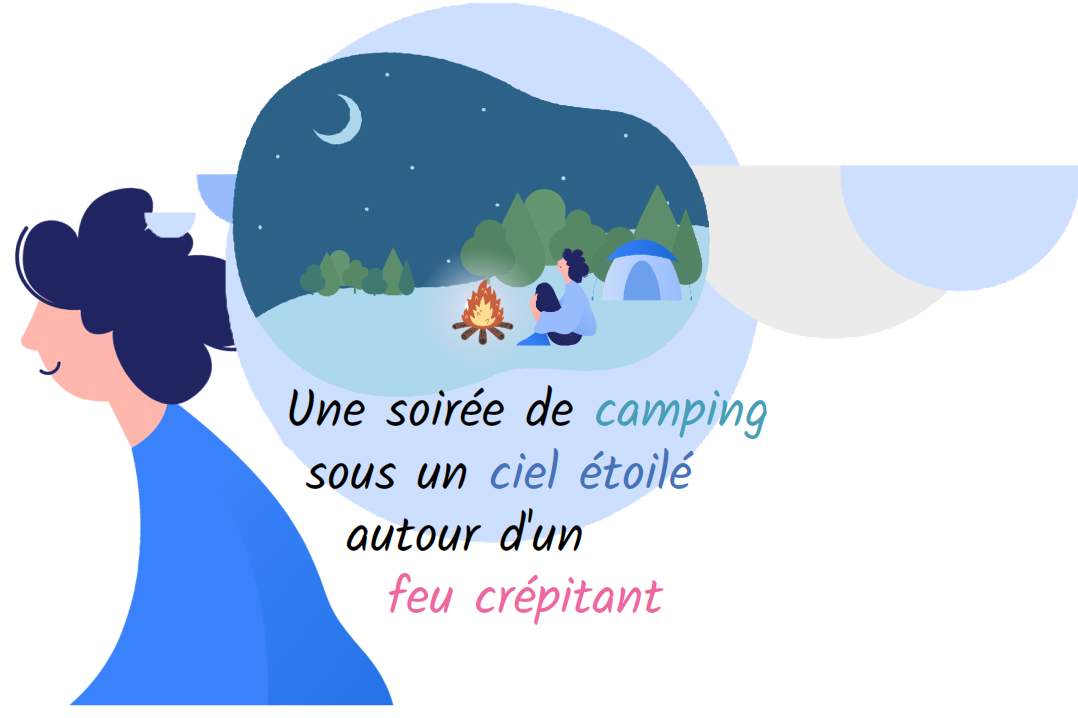 Une soirée de camping
sous un ciel étoilé
autour d'un
feu crépitant